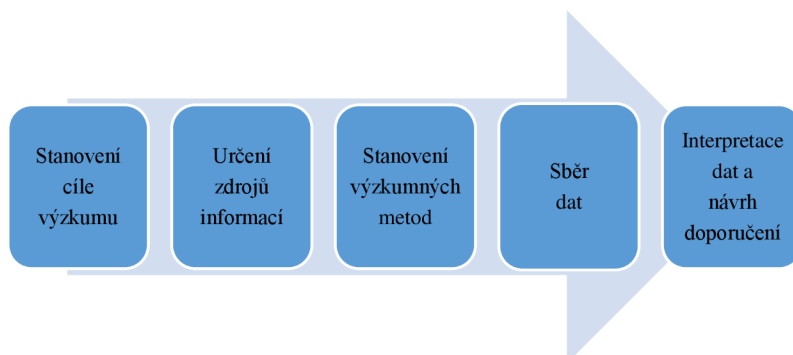 Stanovení
cíle
výzkumu
Určení
zdrojů
informací
Stanovení
výzkumných
metod
Sběr
dat
Interpretace
dat a
návrh
doporučení